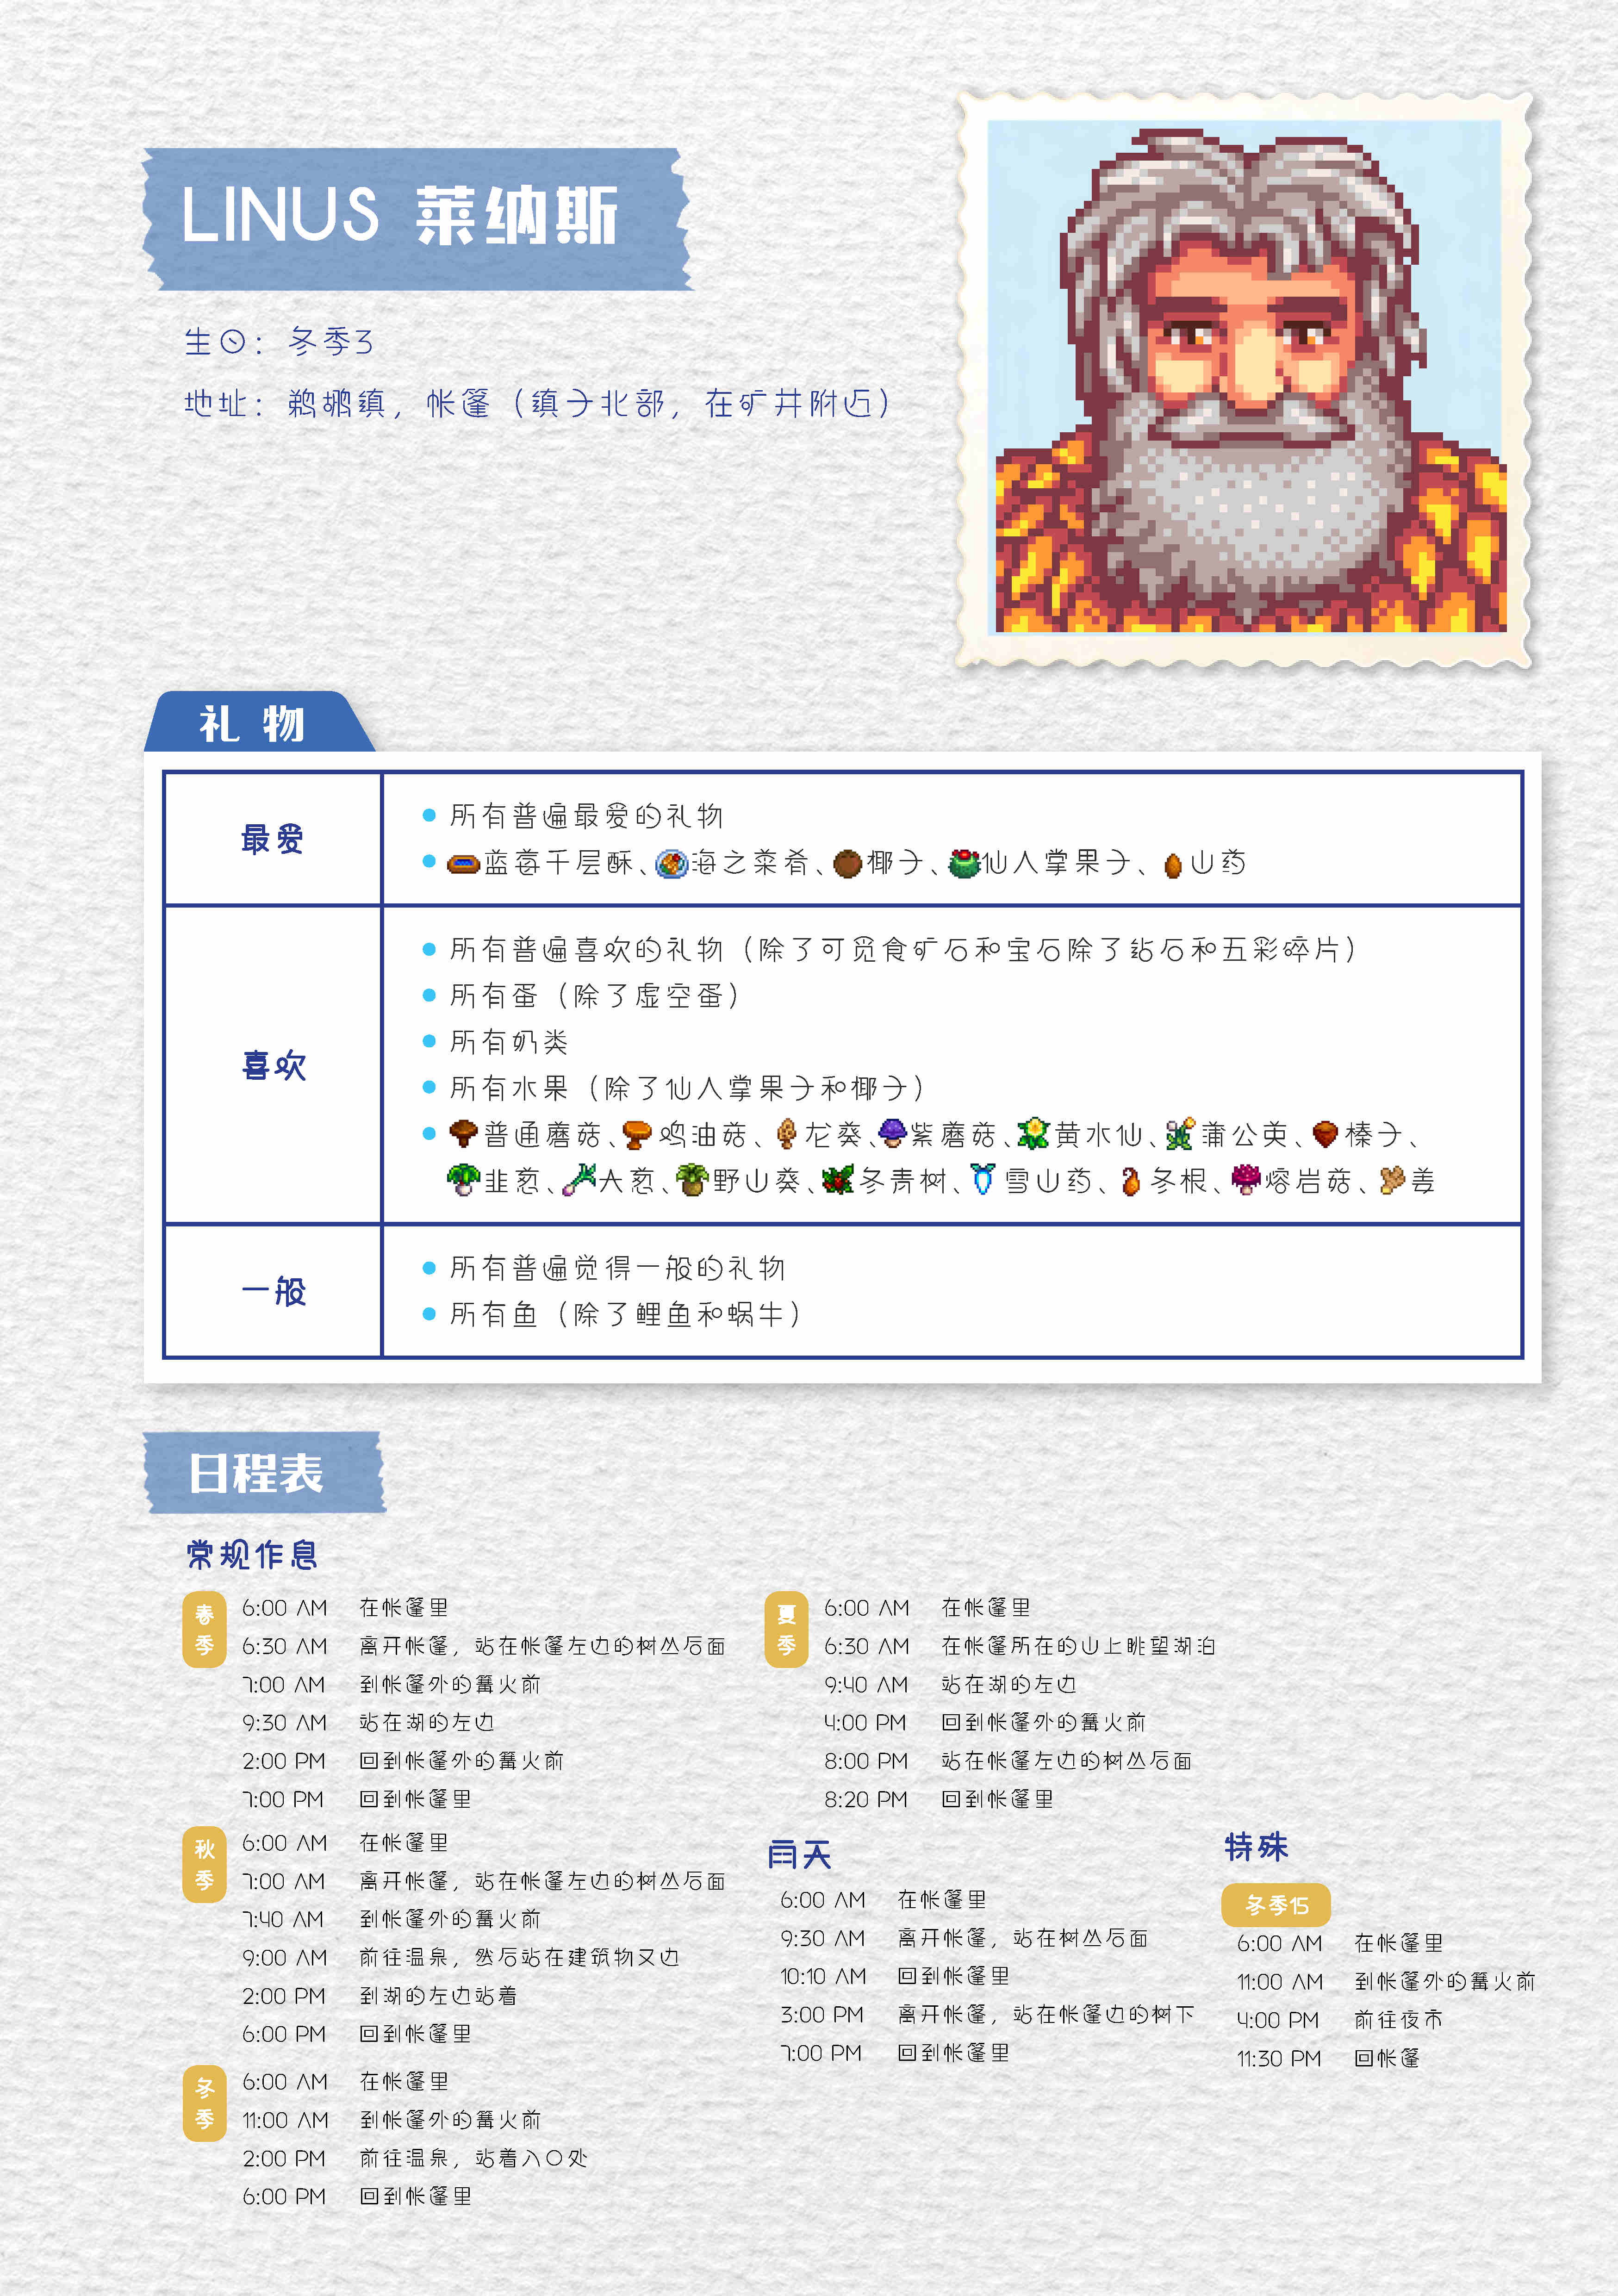 LINUS 莱纳斯
生日：冬季3
地址：鹈鹕镇，帐篷（镇子北部，在矿井附近）
礼物
最爱
所有普遍最爱的礼物
蓝莓千层酥、海之菜肴、椰子、仙人掌果子、山药
喜欢
所有普遍喜欢的礼物（除了可觅食矿石和宝石除了钻石和五彩碎片）
所有蛋（除了虚空蛋）
所有奶类
所有水果（除了仙人掌果子和椰子）
普通蘑菇、鸡油菇、龙葵、紫蘑菇、黄水仙、蒲公英、榛子、
韭葱、大葱、野山葵、冬青树、雪山药、冬根、熔岩菇、姜
一般
所有普遍觉得一般的礼物
所有鱼（除了鲤鱼和蜗牛）
日程表
常规作息
春季
6:00 AM 在帐篷里
6:30 AM 离开帐篷，站在帐篷左边的树丛后面
7:00 AM 到帐篷外的篝火前
9:30 AM 站在湖的左边
2:00 PM 回到帐篷外的篝火前
7:00 PM 回到帐篷里
夏季
6:00 AM 在帐篷里
6:30 AM 在帐篷所在的山上眺望湖泊
9:40 AM 站在湖的左边
4:00 PM 回到帐篷外的篝火前
8:00 PM 站在帐篷左边的树丛后面
8:20 PM 回到帐篷里
秋季
6:00 AM 在帐篷里
7:00 AM 离开帐篷，站在帐篷左边的树丛后面
7:40 AM 到帐篷外的篝火前
9:00 AM 前往温泉，然后站在建筑物又边
2:00 PM 到湖的左边站着
6:00 PM 回到帐篷里
冬季
6:00 AM 在帐篷里
11:00 AM 到帐篷外的篝火前
2:00 PM 前往温泉，站着入口处
6:00 PM 回到帐篷里
雨天
6:00 AM 在帐篷里
9:30 AM 离开帐篷，站在树丛后面
10:10 AM 回到帐篷里
3:00 PM 离开帐篷，站在帐篷边的树下
7:00 PM 回到帐篷里
特殊
冬季15
6:00 AM 在帐篷里
11:00 AM 到帐篷外的篝火前
4:00 PM 前往夜市
11:30 PM 回帐篷